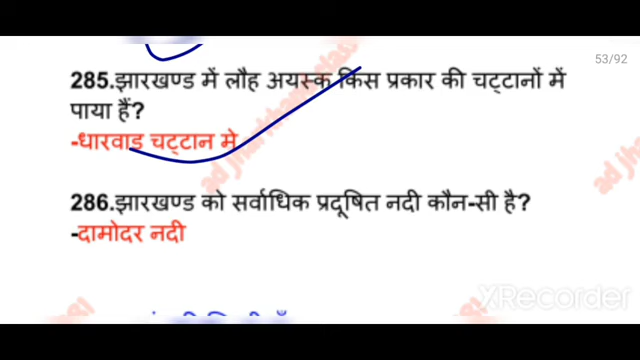 53/92
285.झारखण्ड में लौह अयस्क किस प्रकार की चट्टानों में
पाया हैं?
-धारवाड चट्टान मे
286.झारखण्ड को सर्वाधिक प्रदूषित नदी कौन-सी है?
-दामोदर नदी
XRecorder